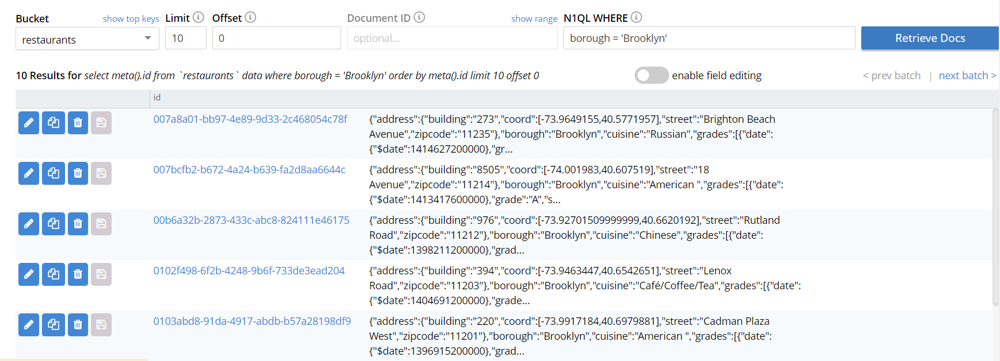 Bucket show top keys Limit Offset Document ID show range N1QL WHERE
restaurants 10 0 optional... borough = 'Brooklyn' Retrieve Docs
10 Results for select meta().id from `restaurants` data where borough = 'Brooklyn' order by meta().id limit 10 offset 0 enable field editing < prev batch | next batch >
id
007a8a01-bb97-4e89-9d33-2c468054c78f {"address":{"building":"273","coord":[-73.9649155,40.5771957],"street":"Brighton Beach
Avenue","zipcode":"11235"},"borough":"Brooklyn","cuisine":"Russian","grades":[{"date":
{"$date":1414627200000},"gr...
007bcfb2-b672-4a24-b639-fa2d8aa6644c {"address":{"building":"8505","coord":[-74.001983,40.607519],"street":"18
Avenue","zipcode":"11214"},"borough":"Brooklyn","cuisine":"American ","grades":[{"date":
{"$date":1413417600000},"grade":"A","s...
00b6a32b-2873-433c-abc8-824111e46175 {"address":{"building":"976","coord":[-73.92701509999999,40.6620192],"street":"Rutland
Road","zipcode":"11212"},"borough":"Brooklyn","cuisine":"Chinese","grades":[{"date":
{"$date":1398211200000},"grad...
0102f498-6f2b-4248-9b6f-733de3ead204 {"address":{"building":"394","coord":[-73.9463447,40.6542651],"street":"Lenox
Road","zipcode":"11203"},"borough":"Brooklyn","cuisine":"Café/Coffee/Tea","grades":[{"date":
{"$date":1404691200000},"grade...
0103abd8-91da-4917-abdb-b57a28198df9 {"address":{"building":"220","coord":[-73.9917184,40.6979881],"street":"Cadman Plaza
West","zipcode":"11201"},"borough":"Brooklyn","cuisine":"American ","grades":[{"date":
{"$date":1396915200000},"grad...